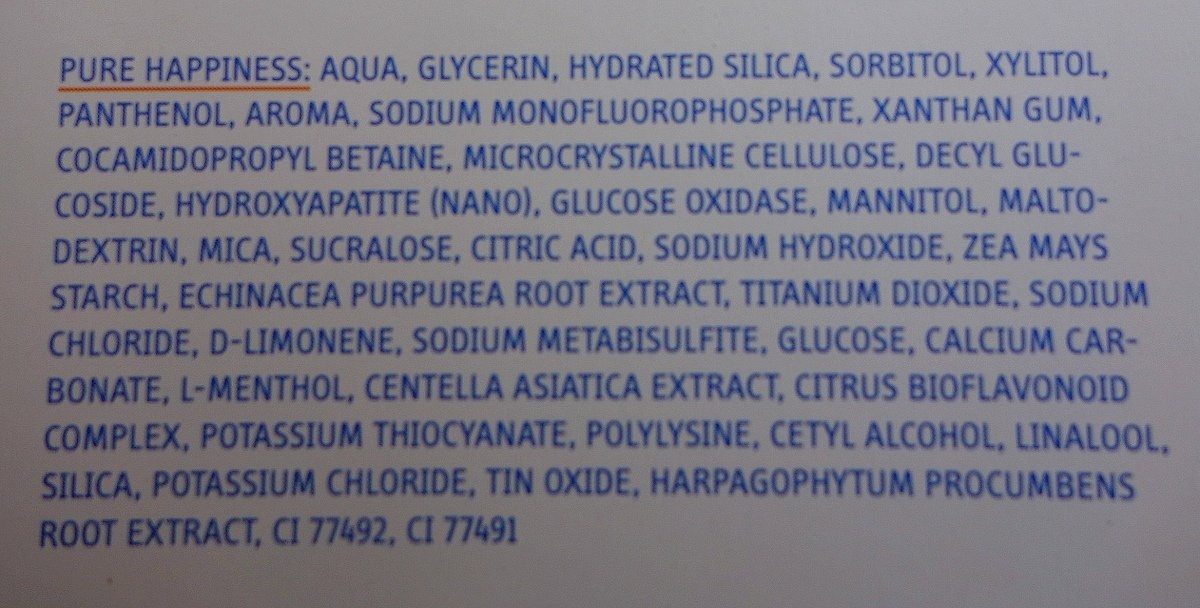 PURE HAPPINESS: AQUA, GLYCERIN, HYDRATED SILICA, SORBITOL, XYLITOL,
PANTHENOL, AROMA, SODIUM MONOFLUOROPHOSPHATE, XANTHAN GUM,
COCAMIDOPROPYL BETAINE, MICROCRYSTALLINE CELLULOSE, DECYL GLU-
COSIDE, HYDROXYAPATITE (NANO), GLUCOSE OXIDASE, MANNITOL, MALTO-
DEXTRIN, MICA, SUCRALOSE, CITRIC ACID, SODIUM HYDROXIDE, ZEA MAYS
STARCH, ECHINACEA PURPUREA ROOT EXTRACT, TITANIUM DIOXIDE, SODIUM
CHLORIDE, D-LIMONENE, SODIUM METABISULFITE, GLUCOSE, CALCIUM CAR-
BONATE, L-MENTHOL, CENTELLA ASIATICA EXTRACT, CITRUS BIOFLAVONOID
COMPLEX, POTASSIUM THIOCYANATE, POLYLYSINE, CETYL ALCOHOL, LINALOOL,
SILICA, POTASSIUM CHLORIDE, TIN OXIDE, HARPAGOPHYTUM PROCUMBENS
ROOT EXTRACT, CI 77492, CI 77491